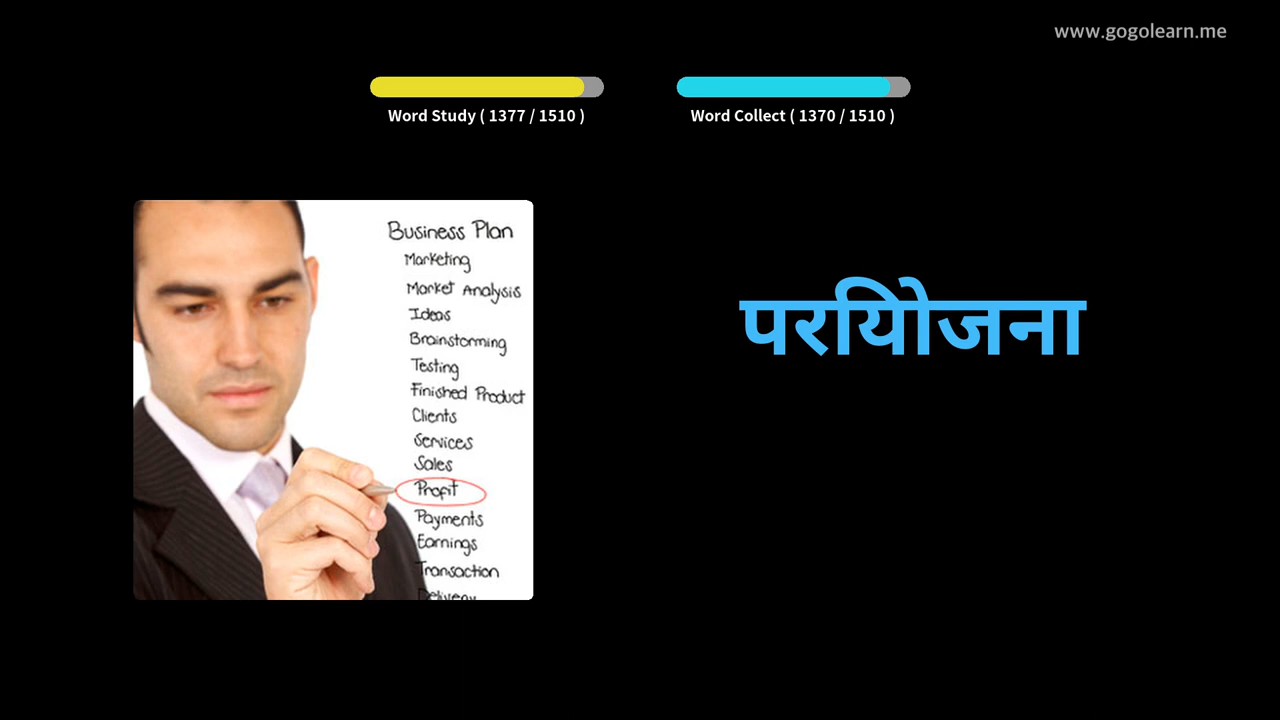 www.gogolearn.me
Word Study ( 1377 / 1510 )
Word Collect ( 1370 / 1510 )
Business Plan
Marketing
Market Analysis
Ideas
Brainstorming
Testing
Finished Product
Clients
Services
Sales
Profit
Payments
Earnings
Transaction
Delivery
परियोजना